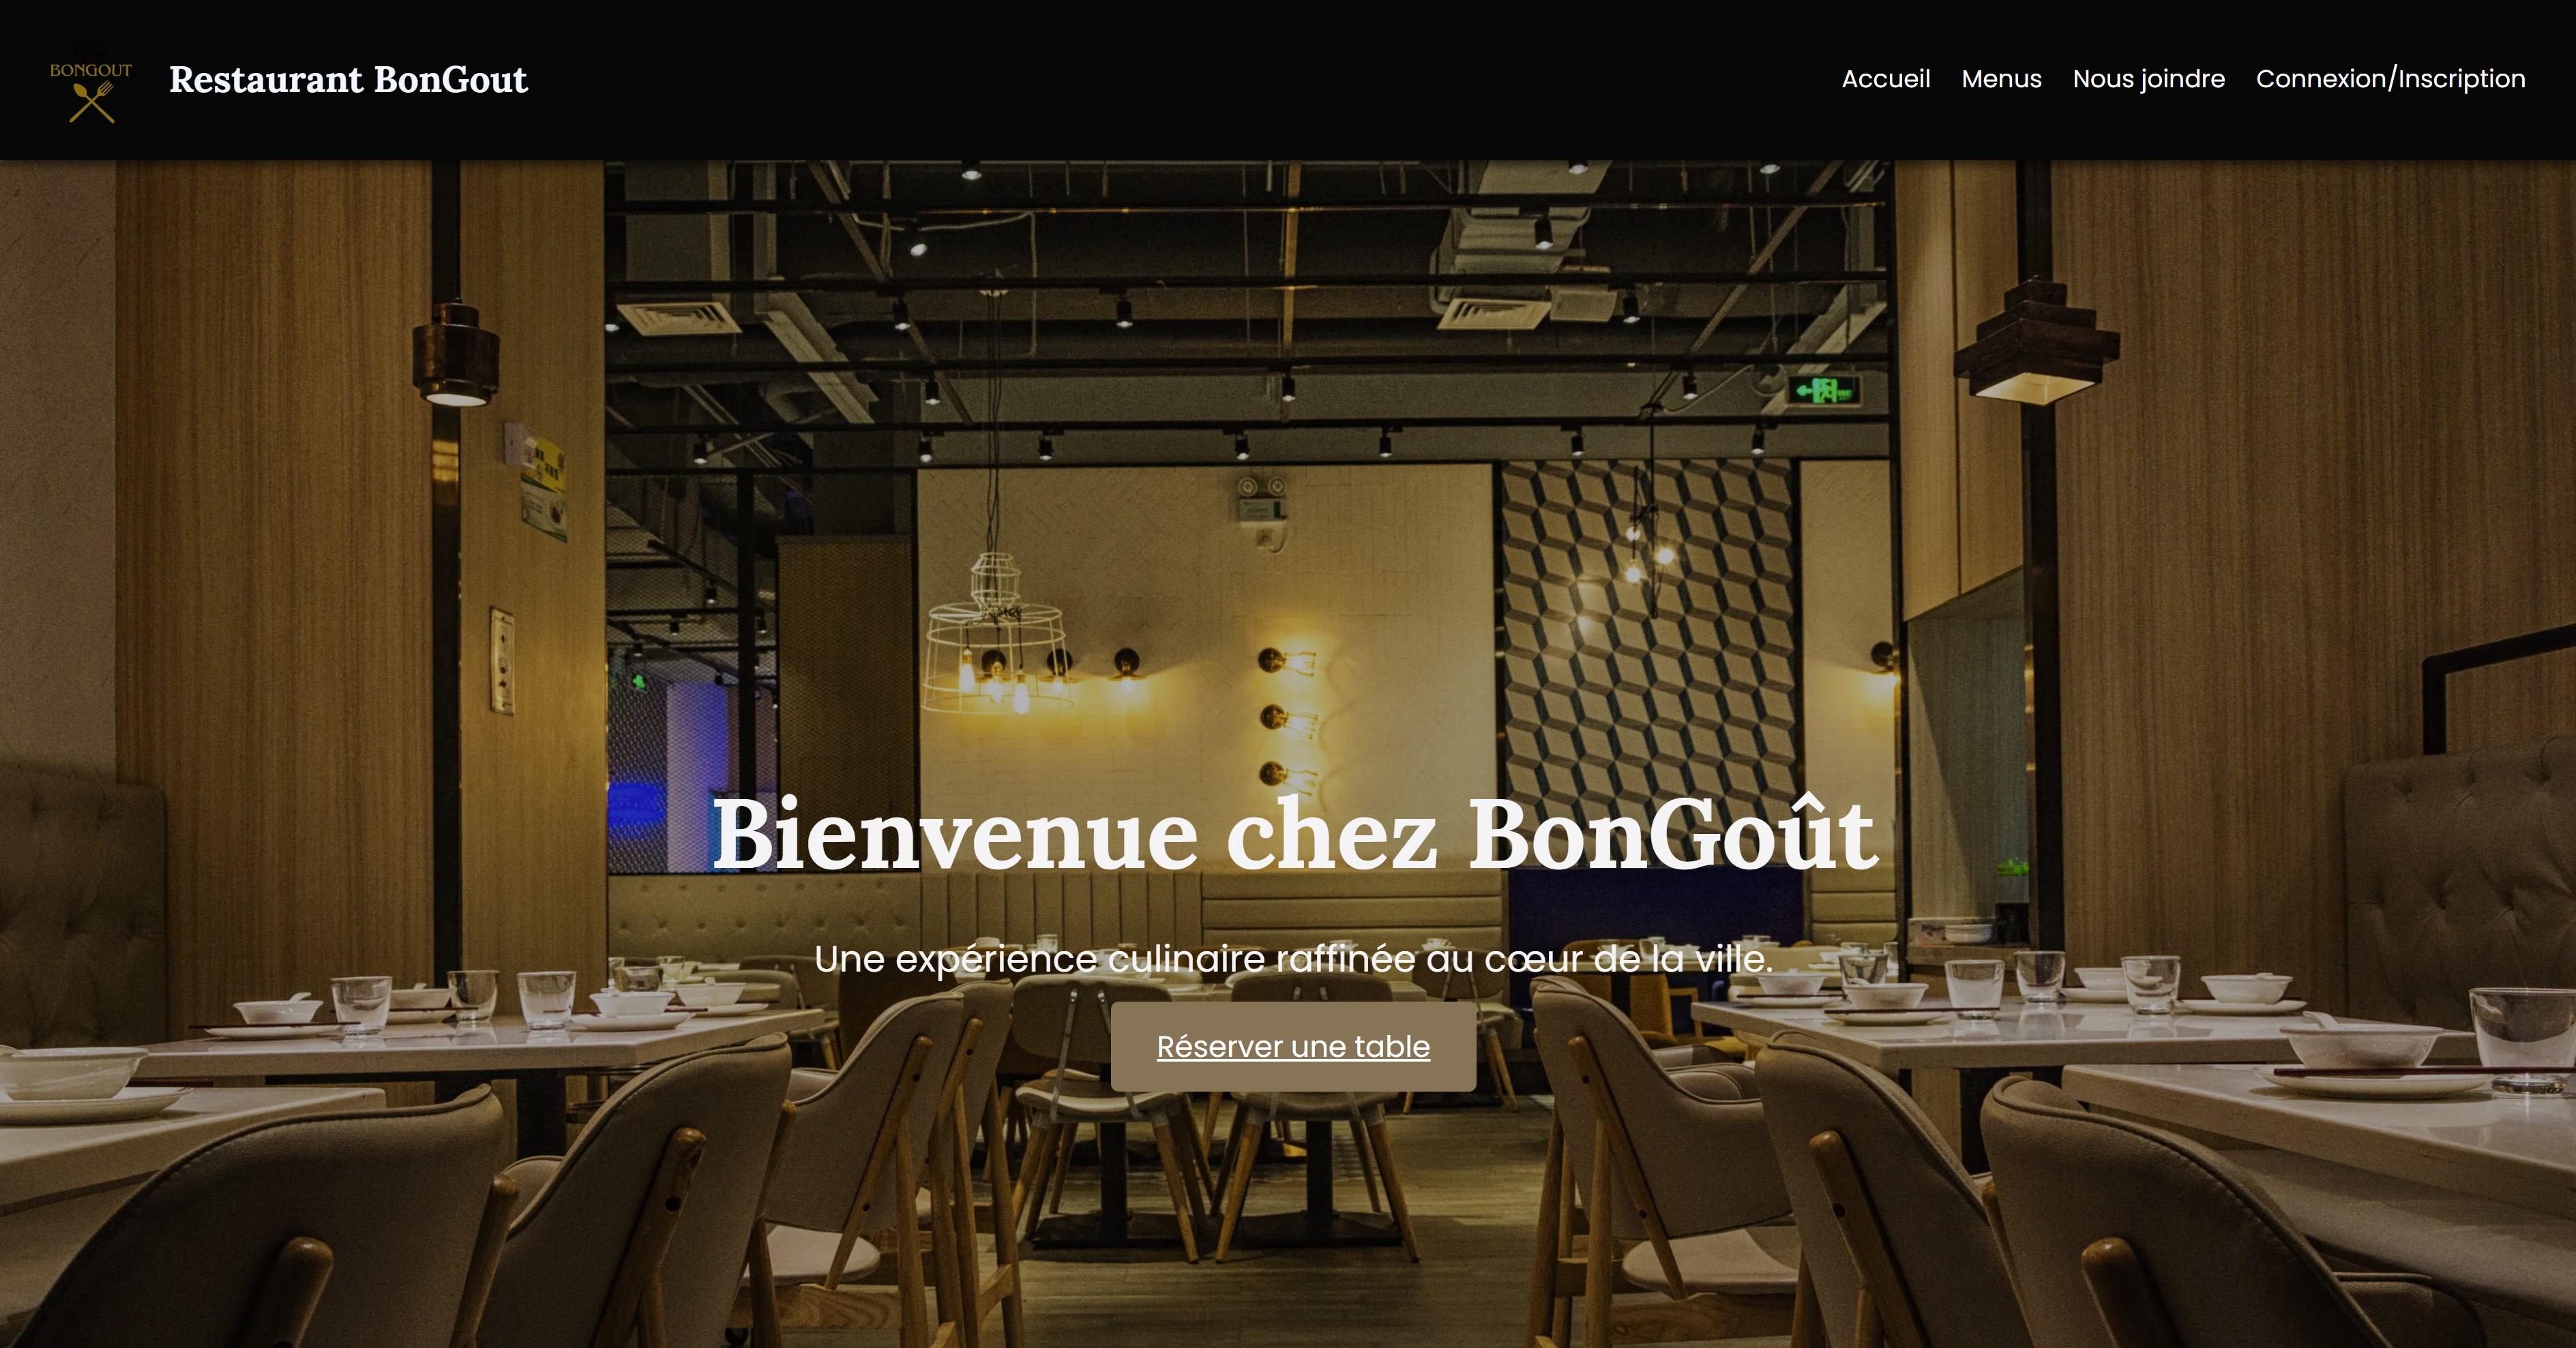 BONGOUT
Restaurant BonGout
Accueil
Menus
Nous joindre
Connexion/Inscription
Bienvenue chez BonGoût
Une expérience culinaire raffinée au cœur de la ville.
Réserver une table